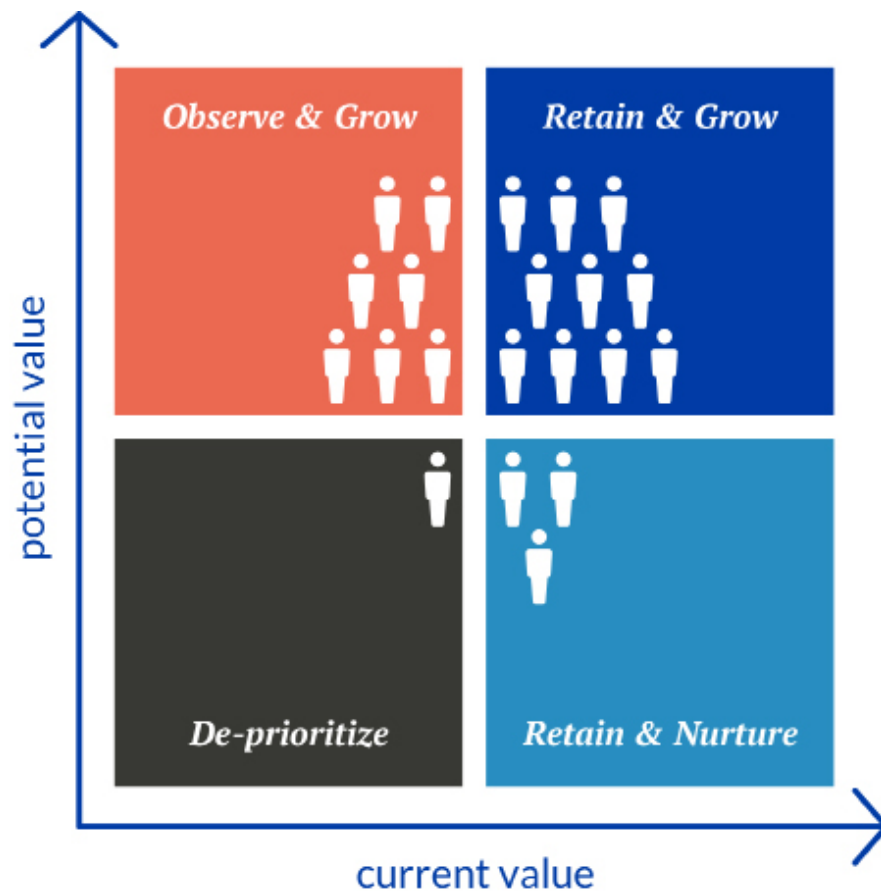 Observe & Grow
Retain & Grow
potential value
De-prioritize
Retain & Nurture
current value